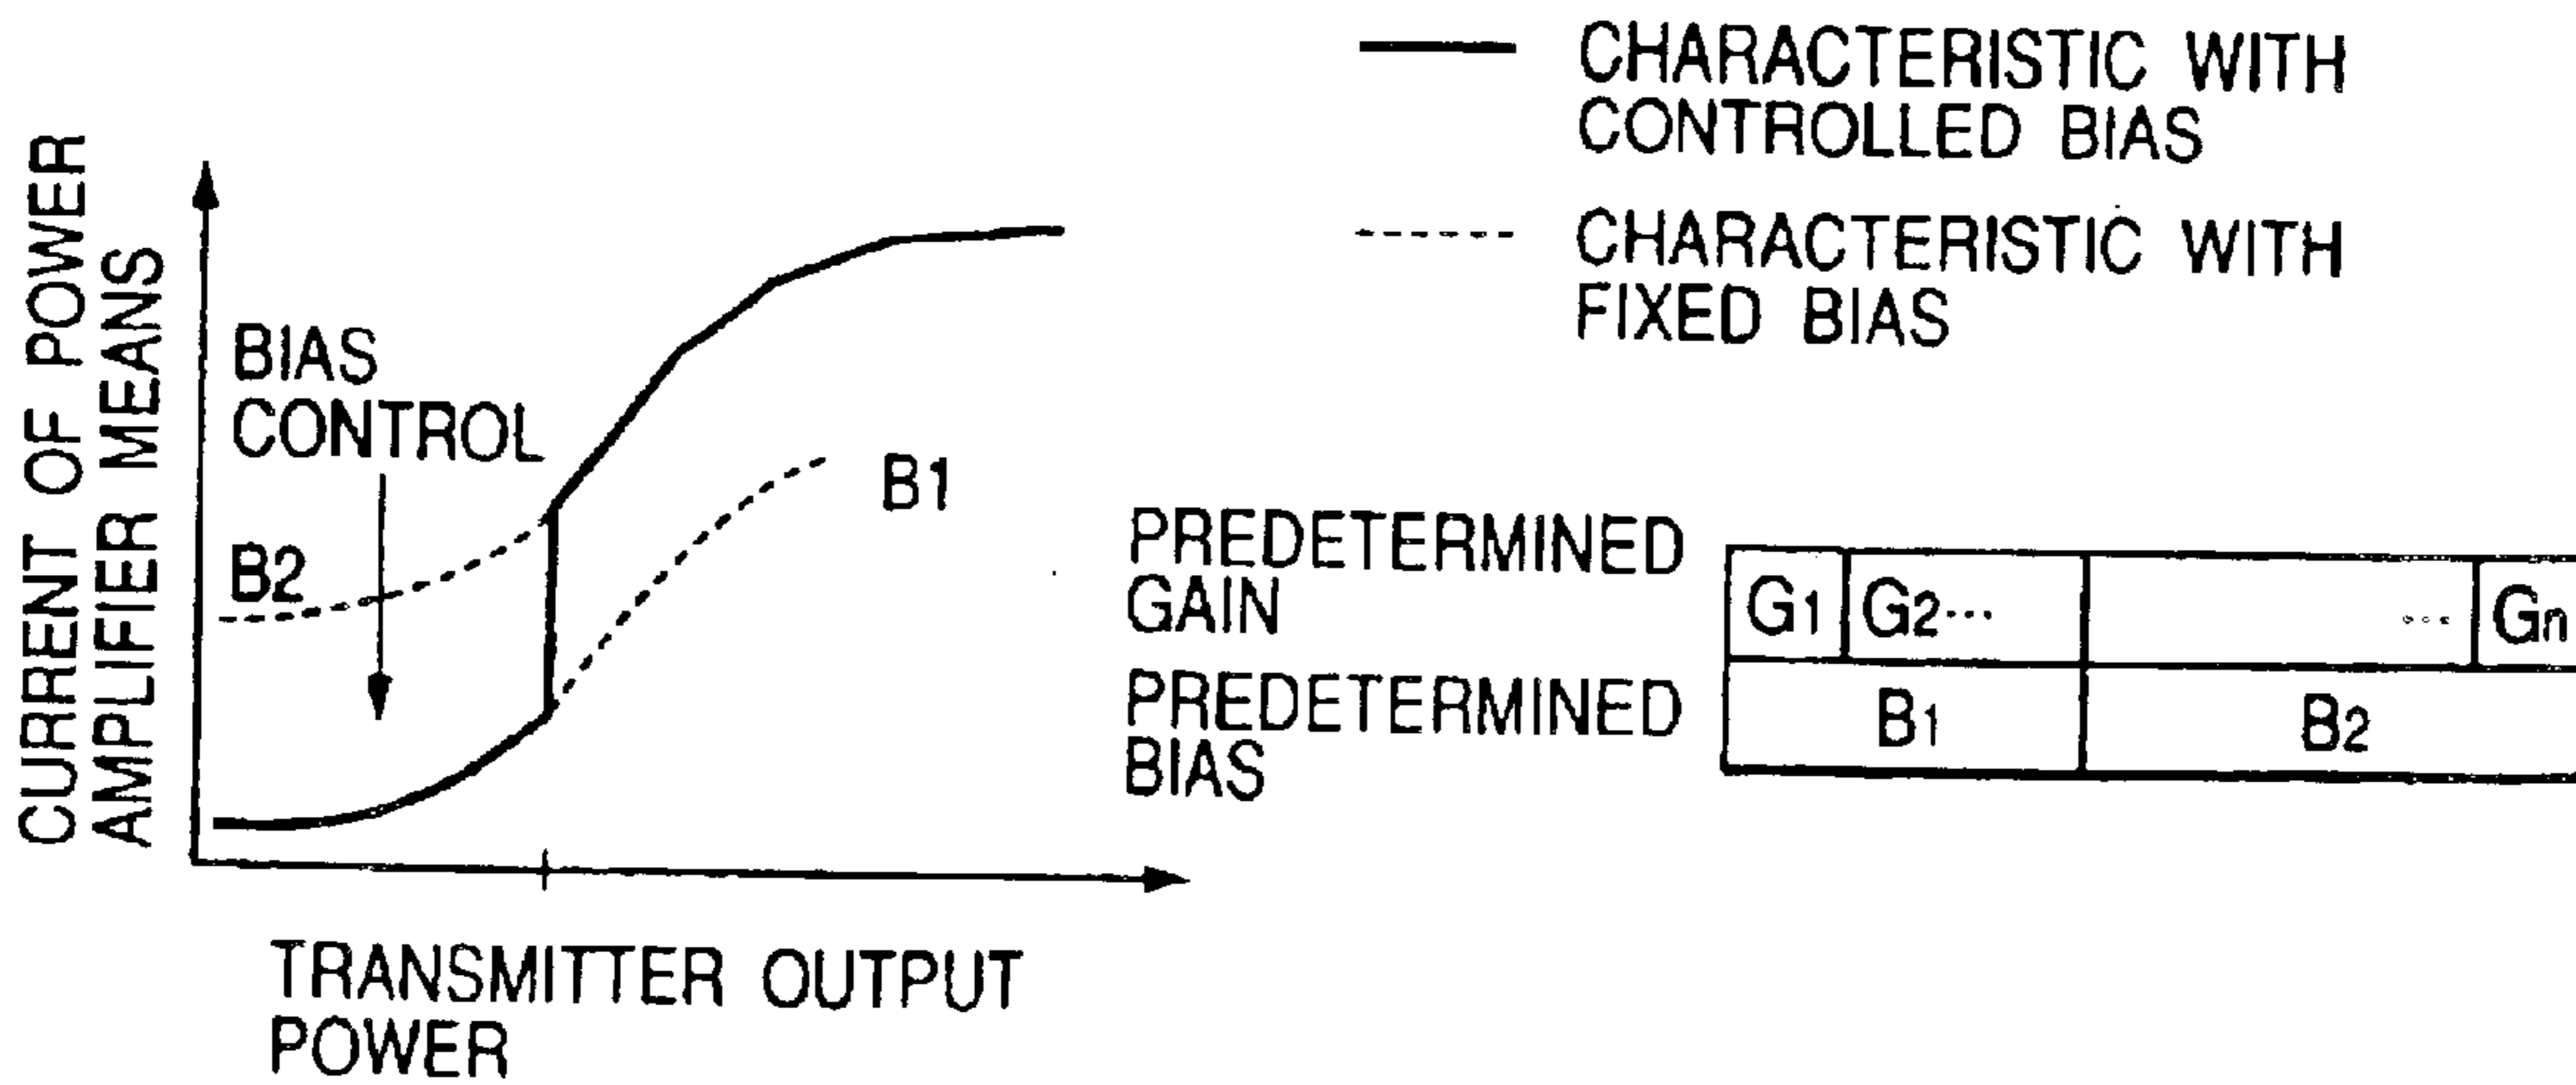 CHARACTERISTIC WITH
CONTROLLED BIAS
CHARACTERISTIC WITH
FIXED BIAS
CURRENT OF POWER
AMPLIFIER MEANS
BIAS
CONTROL
B2
B1
TRANSMITTER OUTPUT
POWER
PREDETERMINED
GAIN
G1 G2... ... Gn
PREDETERMINED
BIAS
B1 B2